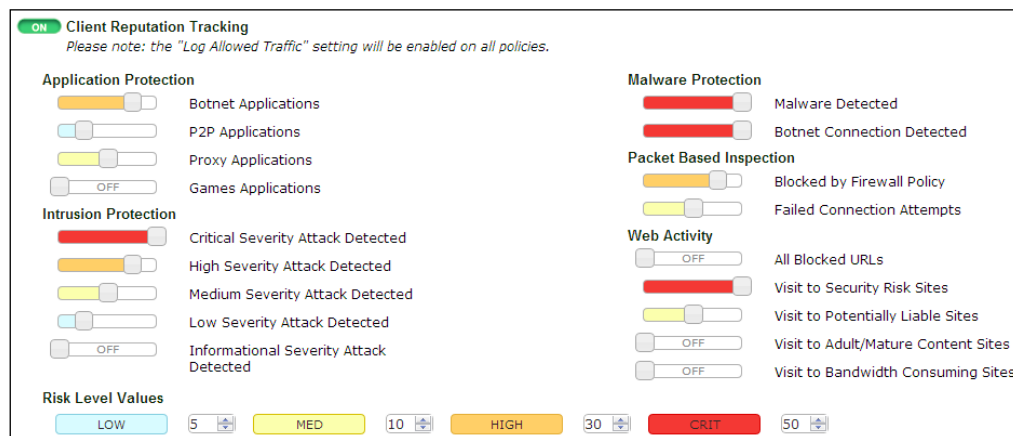 ON Client Reputation Tracking
Please note: the "Log Allowed Traffic" setting will be enabled on all policies.
Application Protection
Botnet Applications
P2P Applications
Proxy Applications
OFF Games Applications
Intrusion Protection
Critical Severity Attack Detected
High Severity Attack Detected
Medium Severity Attack Detected
Low Severity Attack Detected
OFF Informational Severity Attack
Detected
Malware Protection
Malware Detected
Botnet Connection Detected
Packet Based Inspection
Blocked by Firewall Policy
Failed Connection Attempts
Web Activity
OFF All Blocked URLs
Visit to Security Risk Sites
Visit to Potentially Liable Sites
OFF Visit to Adult/Mature Content Sites
OFF Visit to Bandwidth Consuming Sites
Risk Level Values
LOW 5 MED 10 HIGH 30 CRIT 50